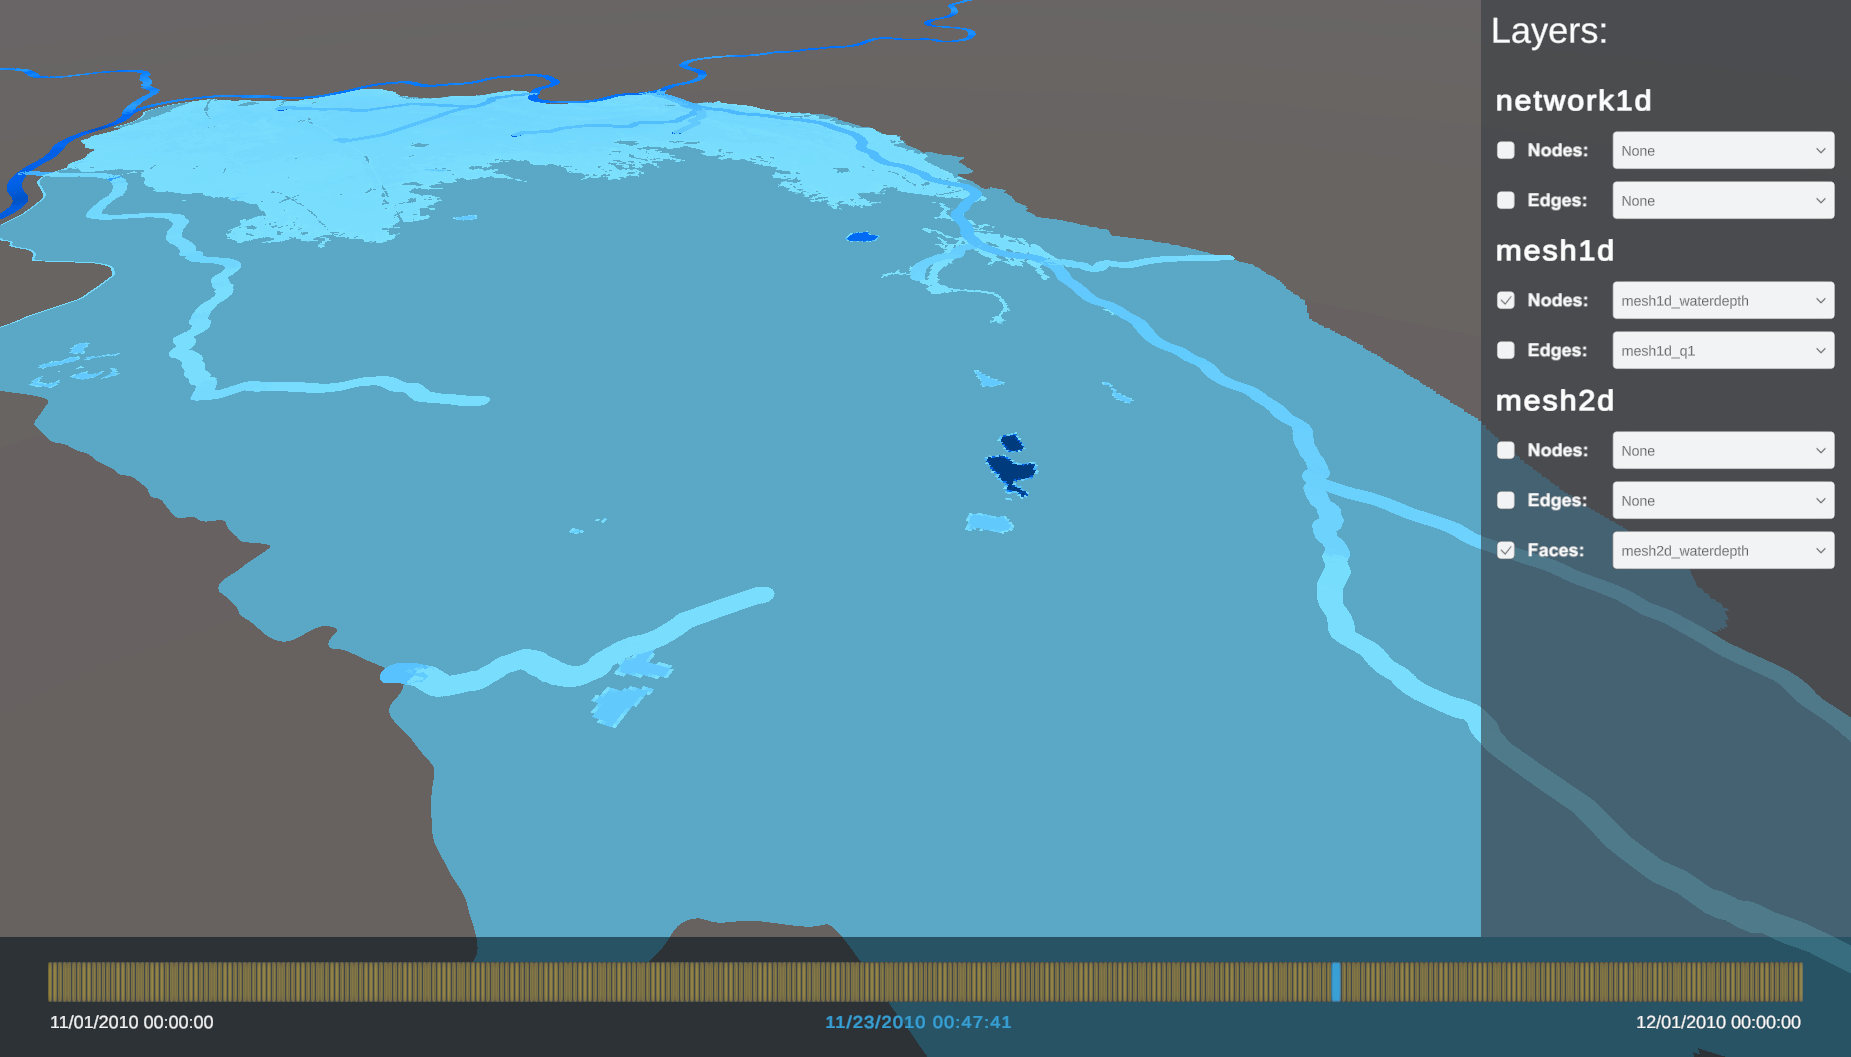 Layers:
network1d
Nodes: None
Edges: None
mesh1d
Nodes: mesh1d_waterdepth
Edges: mesh1d_q1
mesh2d
Nodes: None
Edges: None
Faces: mesh2d_waterdepth
11/01/2010 00:00:00 11/23/2010 00:47:41 12/01/2010 00:00:00